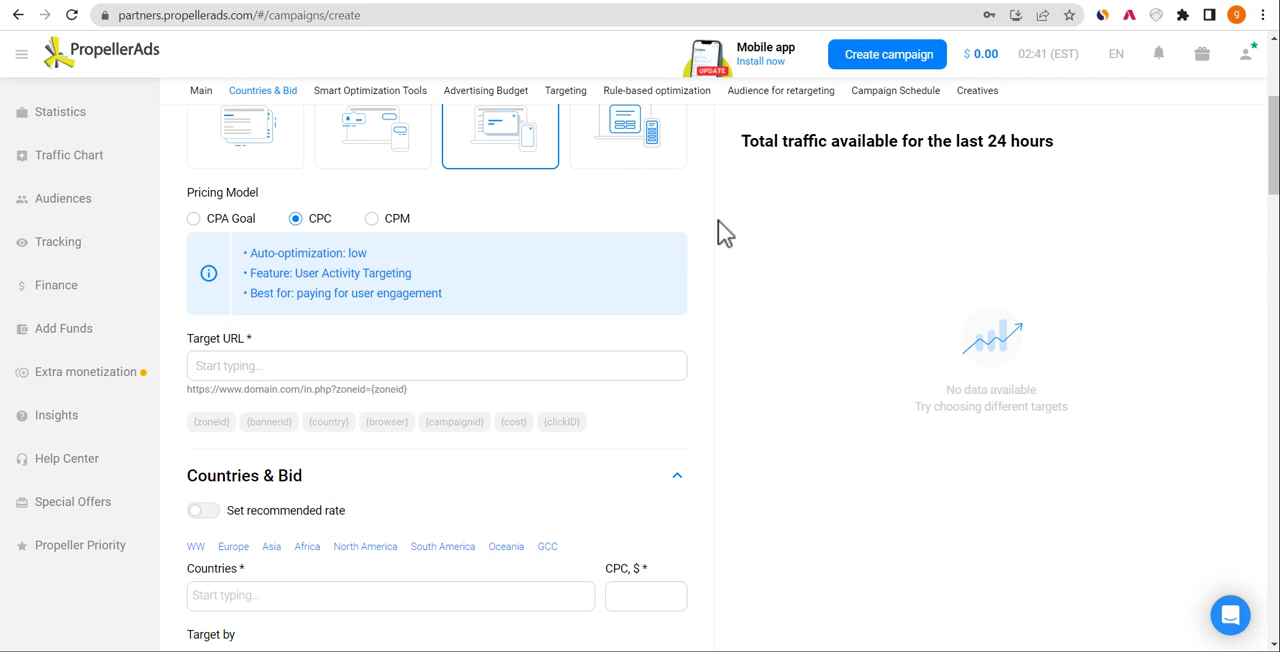 partners.propellerads.com/#/campaigns/create
g
PropellerAds
UPDATE
Mobile app
Install now
Create campaign
$ 0.00
02:41 (EST)
EN
Main
Countries & Bid
Smart Optimization Tools
Advertising Budget
Targeting
Rule-based optimization
Audience for retargeting
Campaign Schedule
Creatives
Statistics
Traffic Chart
Audiences
Tracking
Finance
Add Funds
Extra monetization
Insights
Help Center
Special Offers
Propeller Priority
Pricing Model
CPA Goal
CPC
CPM
• Auto-optimization: low
• Feature: User Activity Targeting
• Best for: paying for user engagement
Target URL *
Start typing...
https://www.domain.com/in.php?zoneid={zoneid}
{zoneid}
{bannerid}
{country}
{browser}
{campaignid}
{cost}
{clickID}
Countries & Bid
Set recommended rate
WW
Europe
Asia
Africa
North America
South America
Oceania
GCC
Countries *
CPC, $ *
Start typing...
Target by
Total traffic available for the last 24 hours
No data available
Try choosing different targets